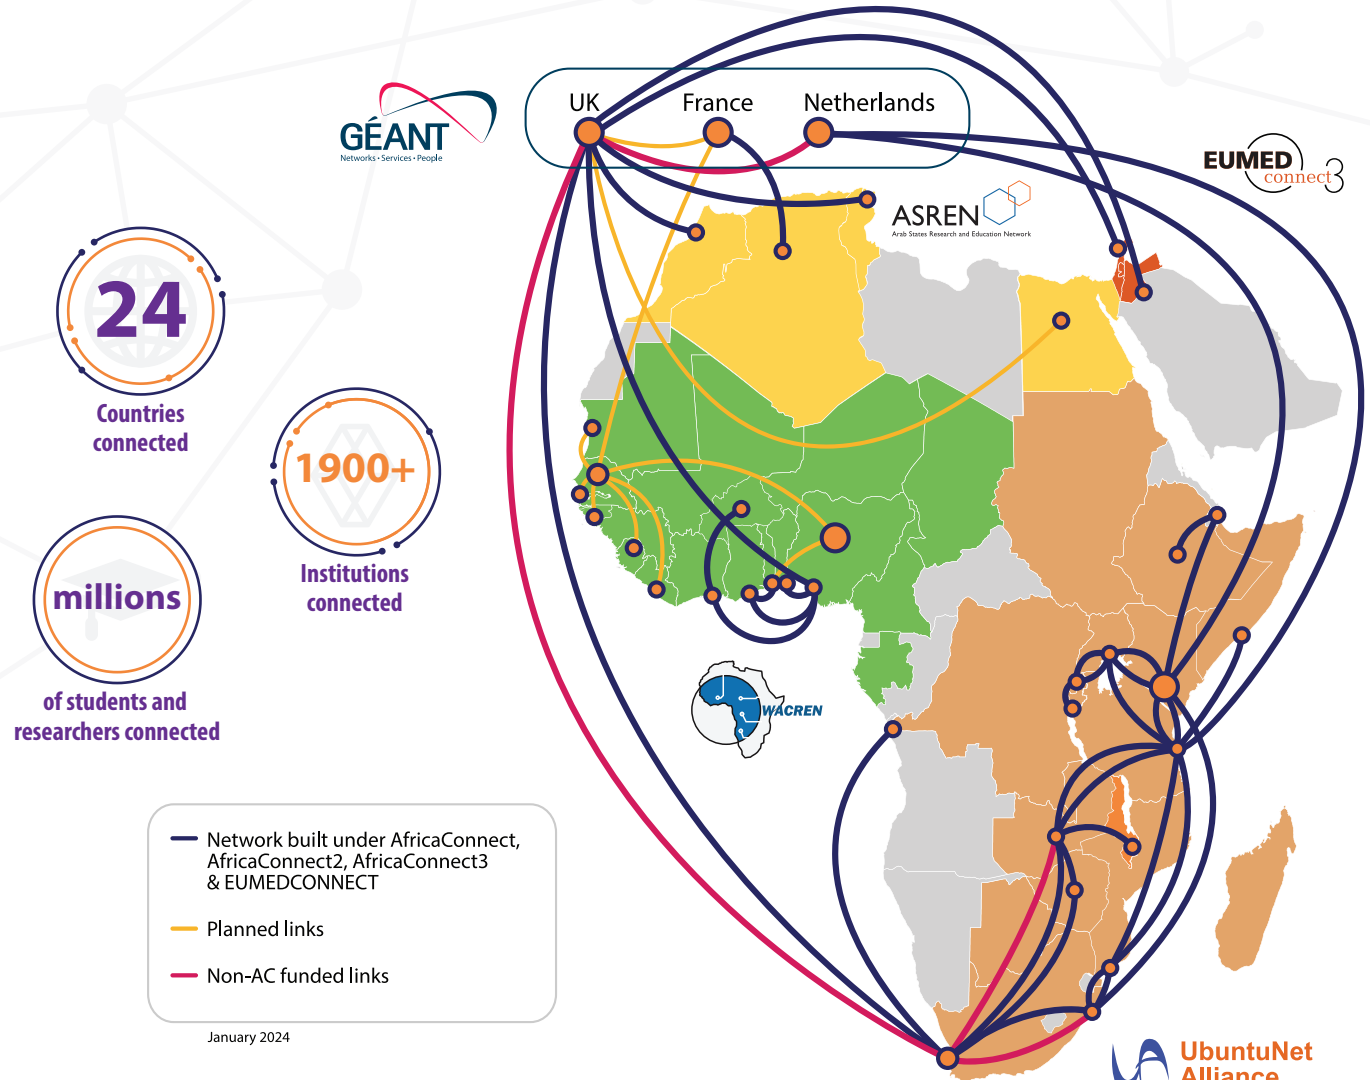 UK
France
Netherlands
GÉANT
Networks • Services • People
EUMED
connect3
ASREN
Arab States Research and Education Network
24
Countries
connected
1900+
Institutions
connected
millions
of students and
researchers connected
WACREN
Network built under AfricaConnect,
AfricaConnect2, AfricaConnect3
& EUMEDCONNECT
Planned links
Non-AC funded links
January 2024
UbuntuNet
Alliance